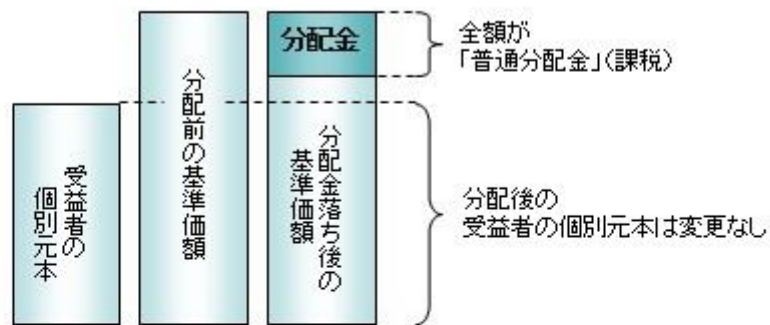 受益者の
個別元本
分配前の基準価額
分配金
分配金落ち後の
基準価額
全額が
「普通分配金」(課税)
分配後の
受益者の個別元本は変更なし